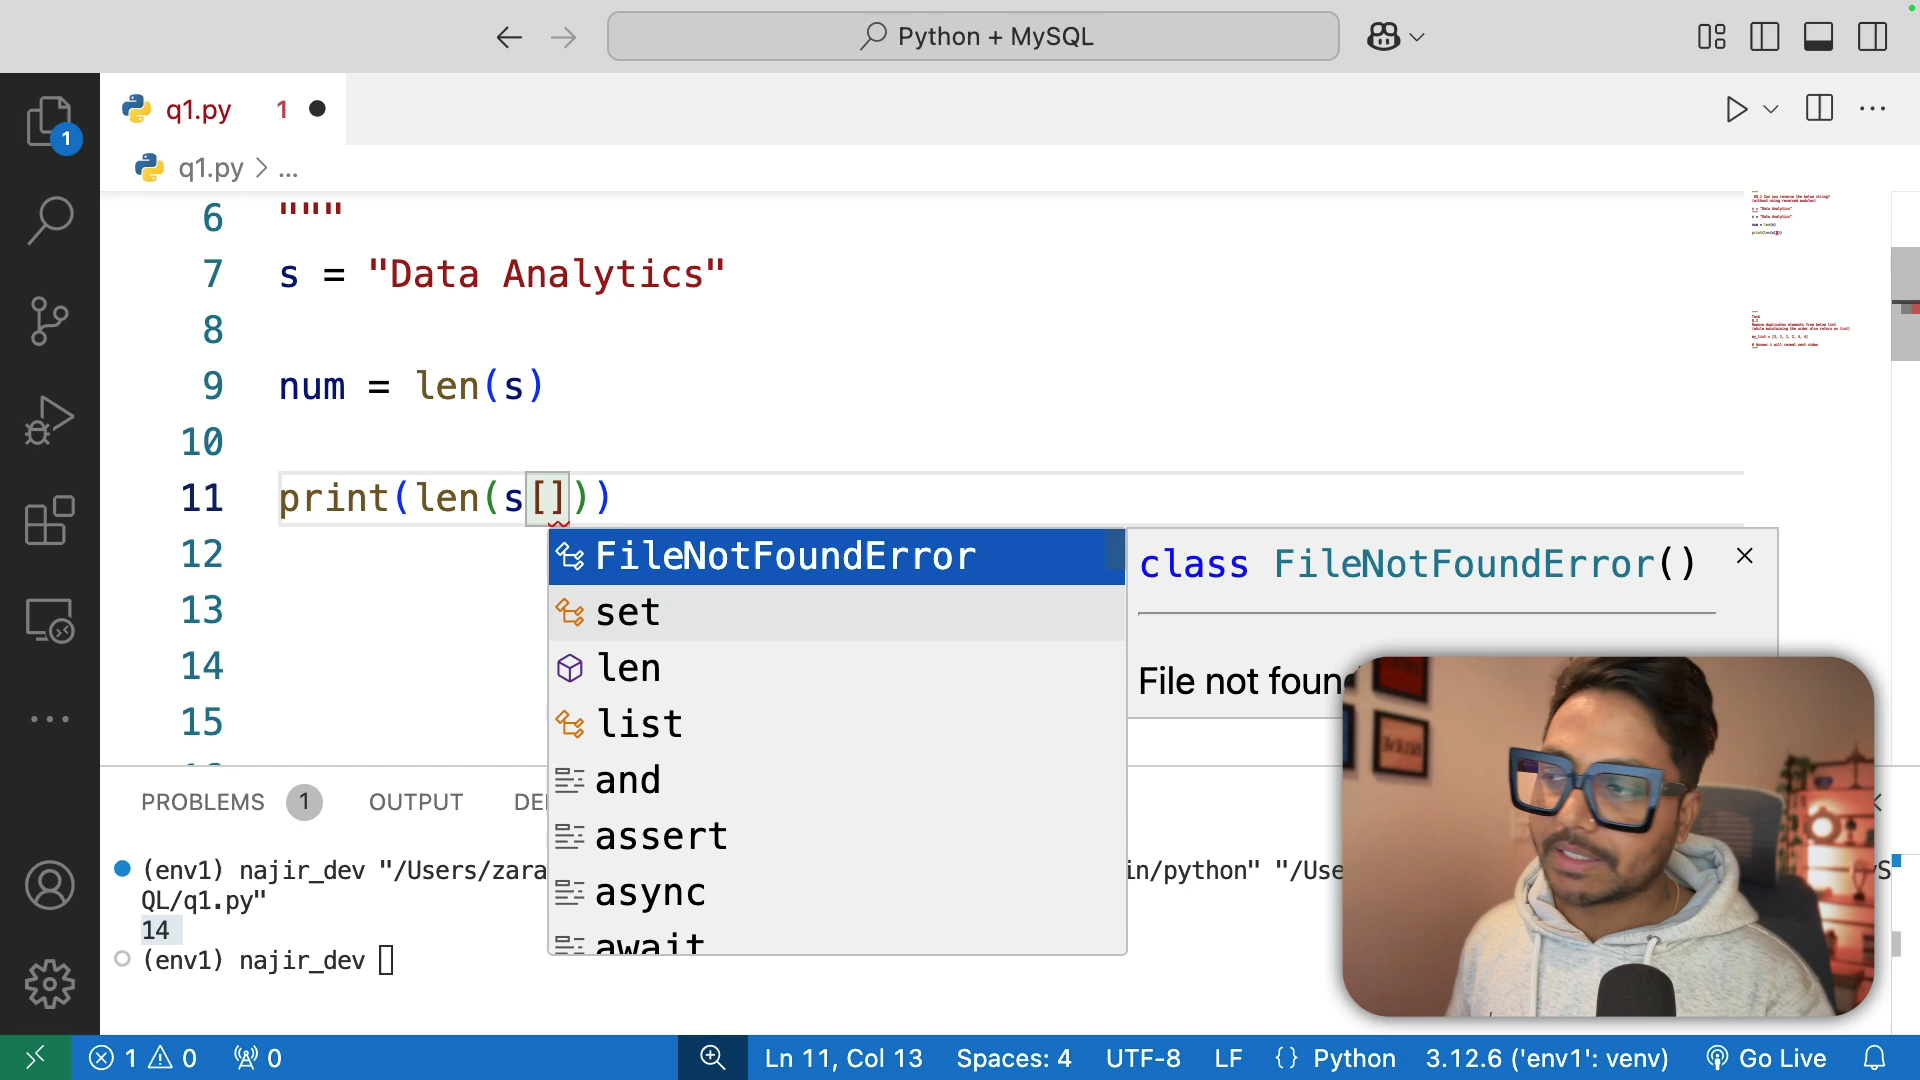 Python + MySQL
q1.py 1
q1.py > ...
6 """
7 s = "Data Analytics"
8
9 num = len(s)
10
11 print(len(s[]))
12
13
14
15
FileNotFoundError
set
len
list
and
assert
async
await
class FileNotFoundError()
File not found
1
PROBLEMS 1 OUTPUT
(env1) najir_dev "/Users/zara in/python" "/Use
QL/q1.py"
14
(env1) najir_dev
1 0 0 Ln 11, Col 13 Spaces: 4 UTF-8 LF {} Python 3.12.6 ('env1': venv) Go Live